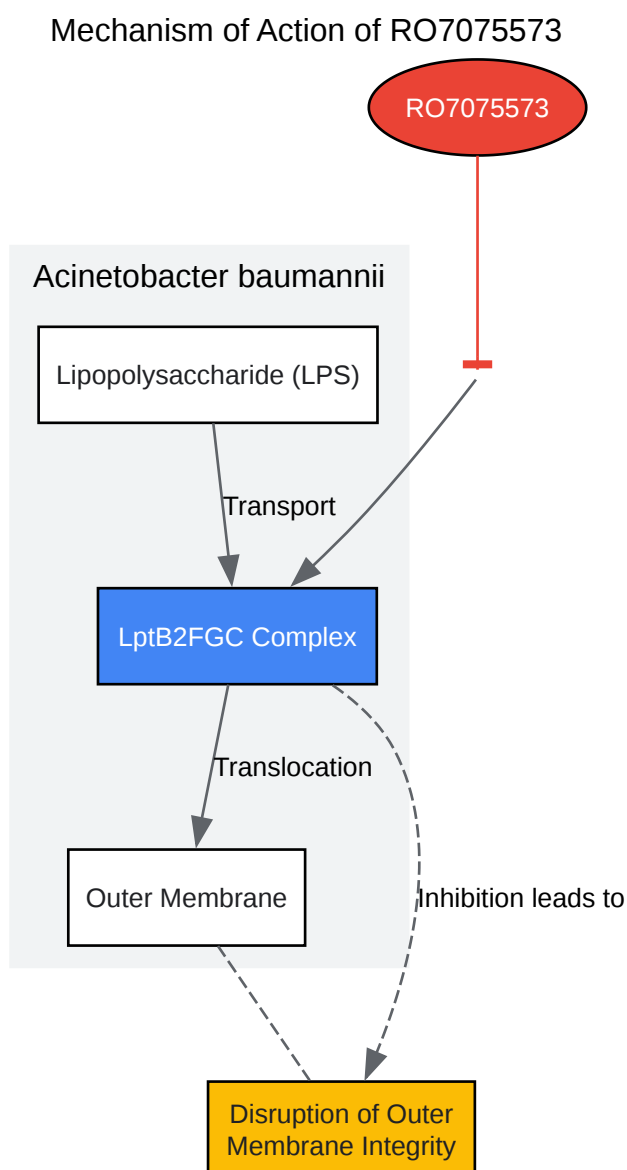 Mechanism of Action of RO7075573
RO7075573
Acinetobacter baumannii
Lipopolysaccharide (LPS)
Transport
LptB2FGC Complex
Translocation
Outer Membrane
Inhibition leads to
Disruption of Outer
Membrane Integrity